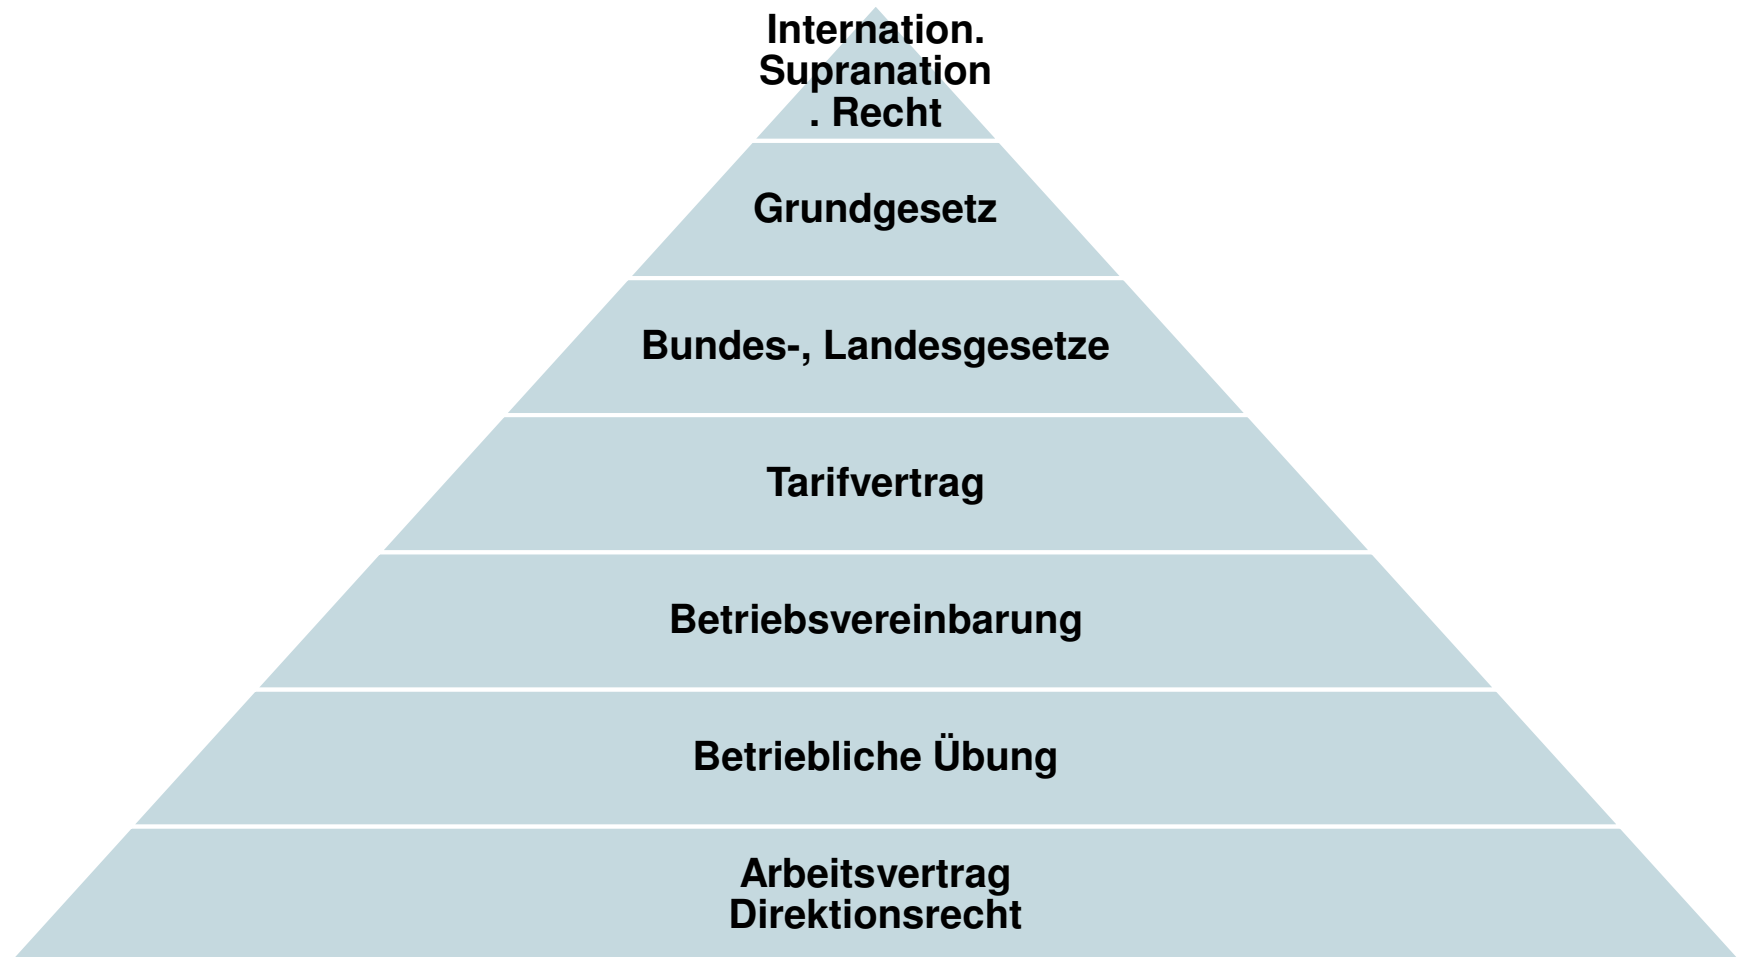 Internation.
Supranation
. Recht
Grundgesetz
Bundes-, Landesgesetze
Tarifvertrag
Betriebsvereinbarung
Betriebliche Übung
Arbeitsvertrag
Direktionsrecht